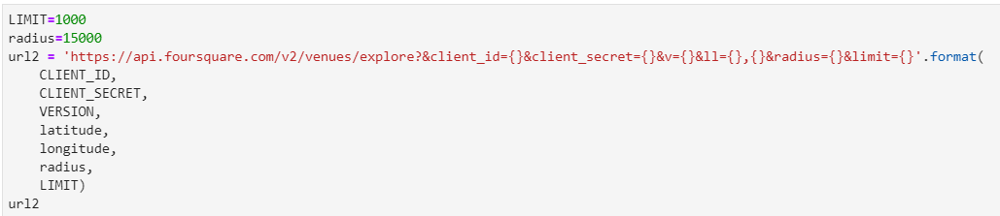 LIMIT=1000
radius=15000
url2 = 'https://api.foursquare.com/v2/venues/explore?&client_id={}&client_secret={}&v={}&ll={},{}&radius={}&limit={}'.format(
    CLIENT_ID,
    CLIENT_SECRET,
    VERSION,
    latitude,
    longitude,
    radius,
    LIMIT)
url2